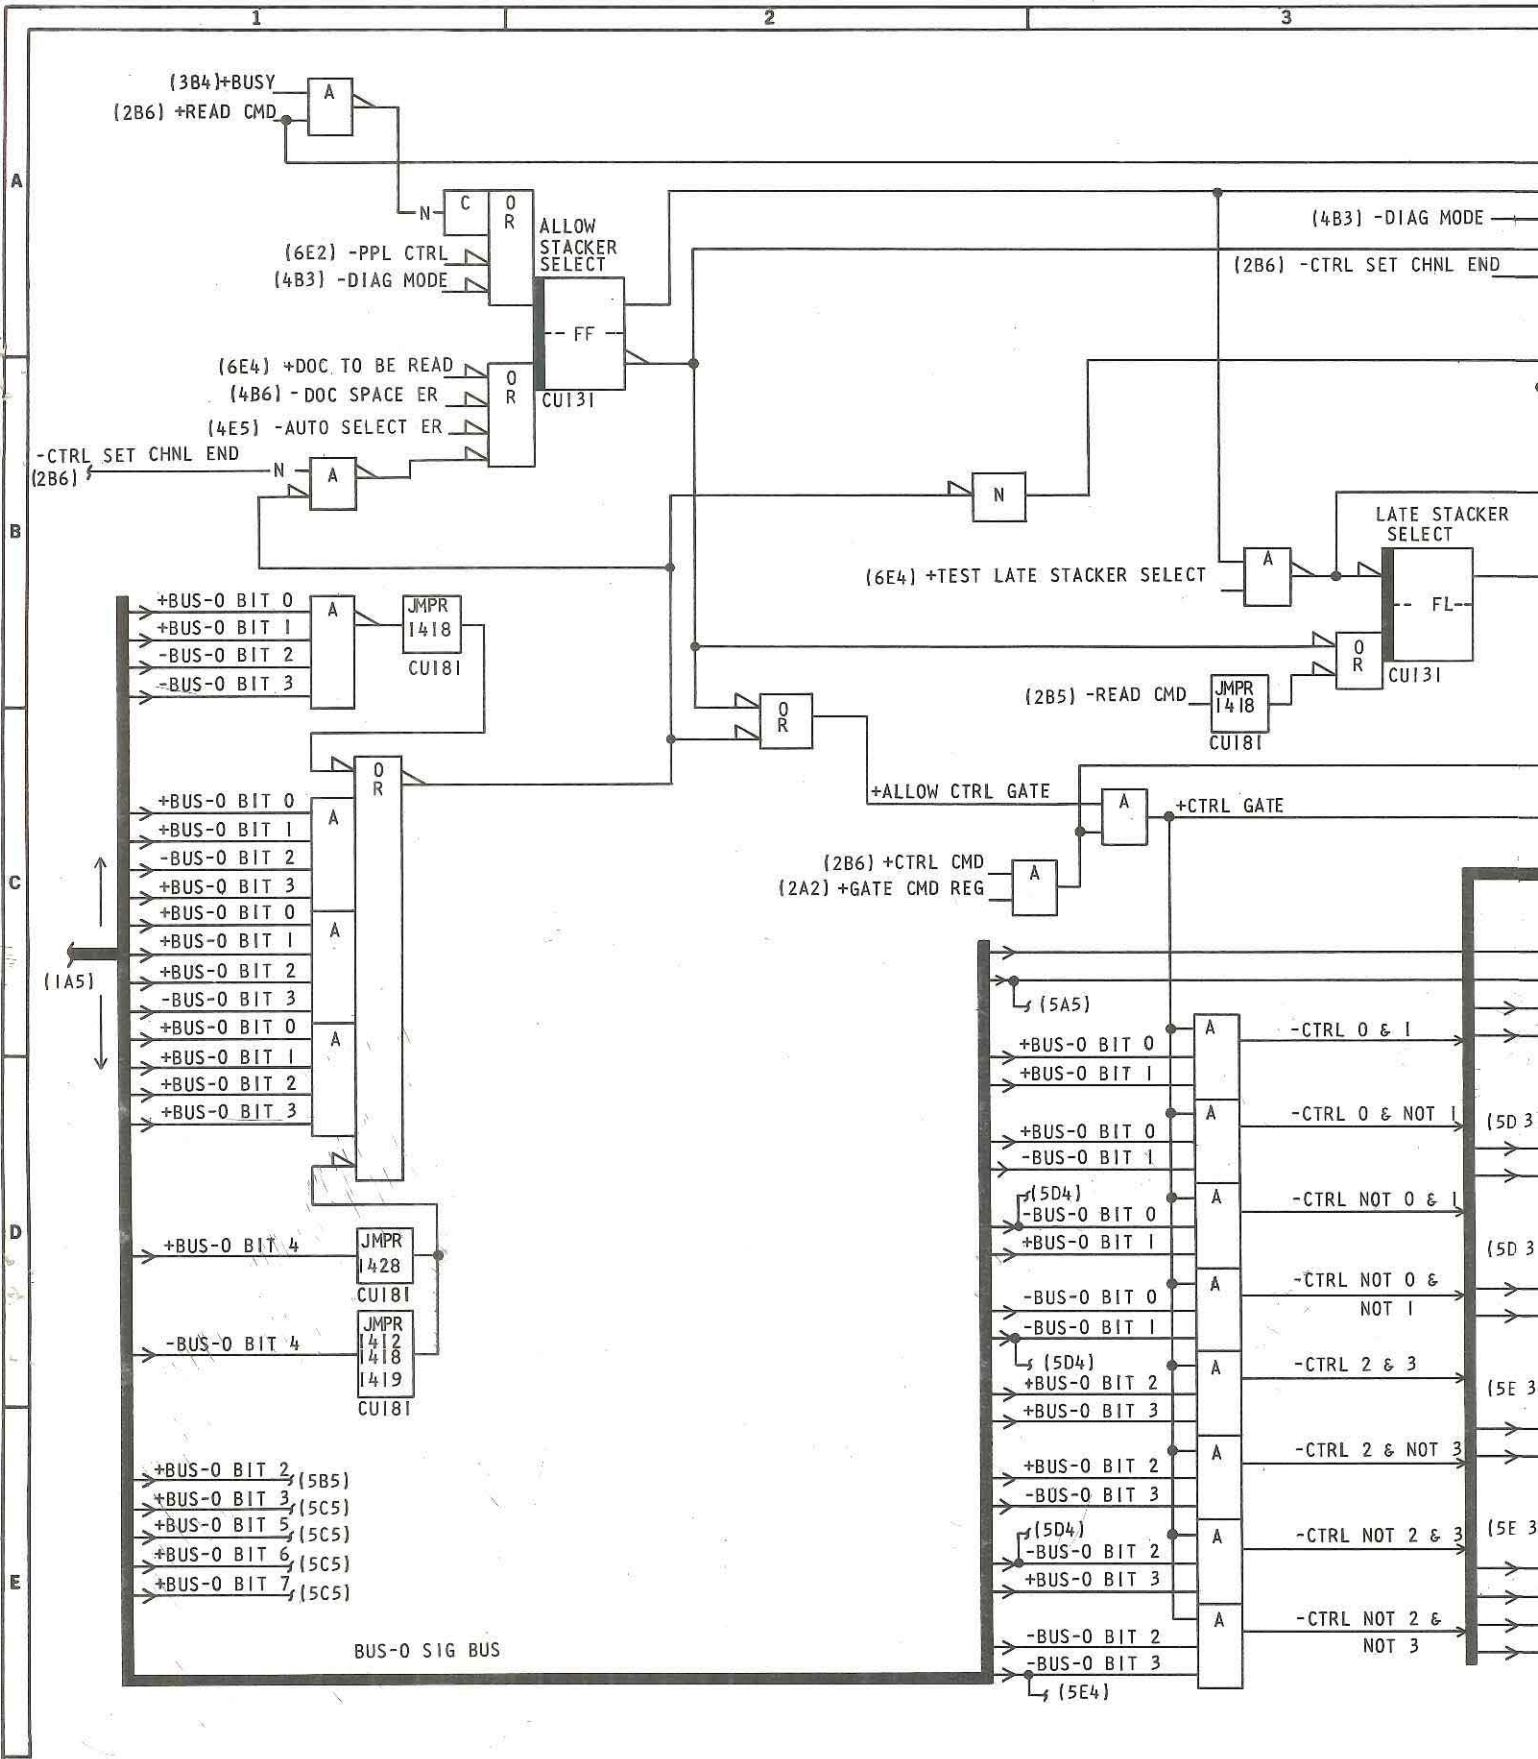 1 2 3
A
(3B4)+BUSY
A
(2B6) +READ CMD
N
C
O
R
ALLOW
STACKER
SELECT
(6E2) -PPL CTRL
(4B3) -DIAG MODE
FF
CU131
(4B3) -DIAG MODE
(2B6) -CTRL SET CHNL END
(6E4) +DOC TO BE READ
(4B6) -DOC SPACE ER
(4E5) -AUTO SELECT ER
O
R
-CTRL SET CHNL END
(2B6)
N
A
B
N
LATE STACKER
SELECT
(6E4) +TEST LATE STACKER SELECT
A
FL
O
R
CU131
(2B5) -READ CMD
JMPR
1418
CU181
+BUS-0 BIT 0
+BUS-0 BIT 1
-BUS-0 BIT 2
-BUS-0 BIT 3
A
JMPR
1418
CU181
O
R
+ALLOW CTRL GATE
A
+CTRL GATE
(2B6) +CTRL CMD
(2A2) +GATE CMD REG
A
C
O
R
+BUS-0 BIT 0
+BUS-0 BIT 1
-BUS-0 BIT 2
+BUS-0 BIT 3
A
+BUS-0 BIT 0
+BUS-0 BIT 1
+BUS-0 BIT 2
-BUS-0 BIT 3
A
+BUS-0 BIT 0
+BUS-0 BIT 1
+BUS-0 BIT 2
+BUS-0 BIT 3
A
(1A5)
D
+BUS-0 BIT 4
JMPR
1428
CU181
-BUS-0 BIT 4
JMPR
1412
1418
1419
CU181
E
+BUS-0 BIT 2 (5B5)
+BUS-0 BIT 3 (5C5)
+BUS-0 BIT 5 (5C5)
+BUS-0 BIT 6 (5C5)
+BUS-0 BIT 7 (5C5)
BUS-0 SIG BUS
(5A5)
+BUS-0 BIT 0
+BUS-0 BIT 1
A
-CTRL 0 & 1
+BUS-0 BIT 0
-BUS-0 BIT 1
A
-CTRL 0 & NOT 1
(5D4)
-BUS-0 BIT 0
+BUS-0 BIT 1
A
-CTRL NOT 0 & 1
-BUS-0 BIT 0
-BUS-0 BIT 1
(5D4)
A
-CTRL NOT 0 &
NOT 1
+BUS-0 BIT 2
+BUS-0 BIT 3
A
-CTRL 2 & 3
+BUS-0 BIT 2
-BUS-0 BIT 3
A
-CTRL 2 & NOT 3
(5D4)
-BUS-0 BIT 2
+BUS-0 BIT 3
A
-CTRL NOT 2 & 3
-BUS-0 BIT 2
-BUS-0 BIT 3
(5E4)
A
-CTRL NOT 2 &
NOT 3
(5D 3
(5D 3
(5E 3
(5E 3